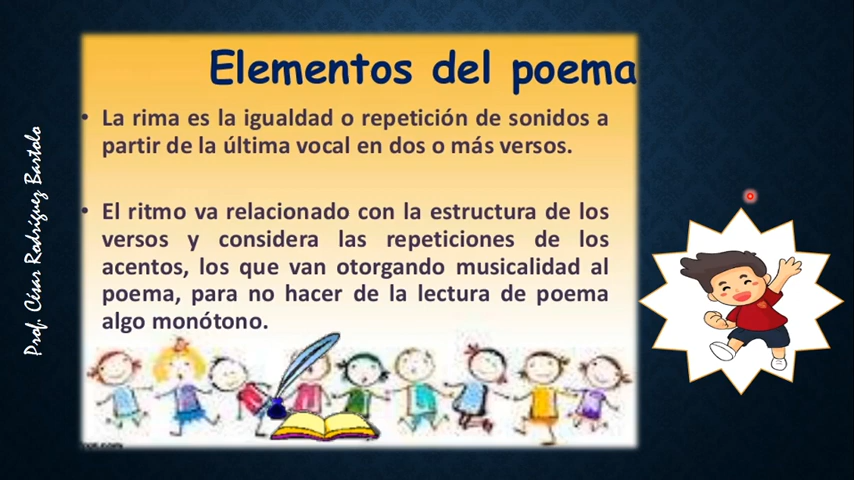 Elementos del poema
• La rima es la igualdad o repetición de sonidos a
partir de la última vocal en dos o más versos.
• El ritmo va relacionado con la estructura de los
versos y considera las repeticiones de los
acentos, los que van otorgando musicalidad al
poema, para no hacer de la lectura de poema
algo monótono.
Prof. César Rodríguez Bartolo